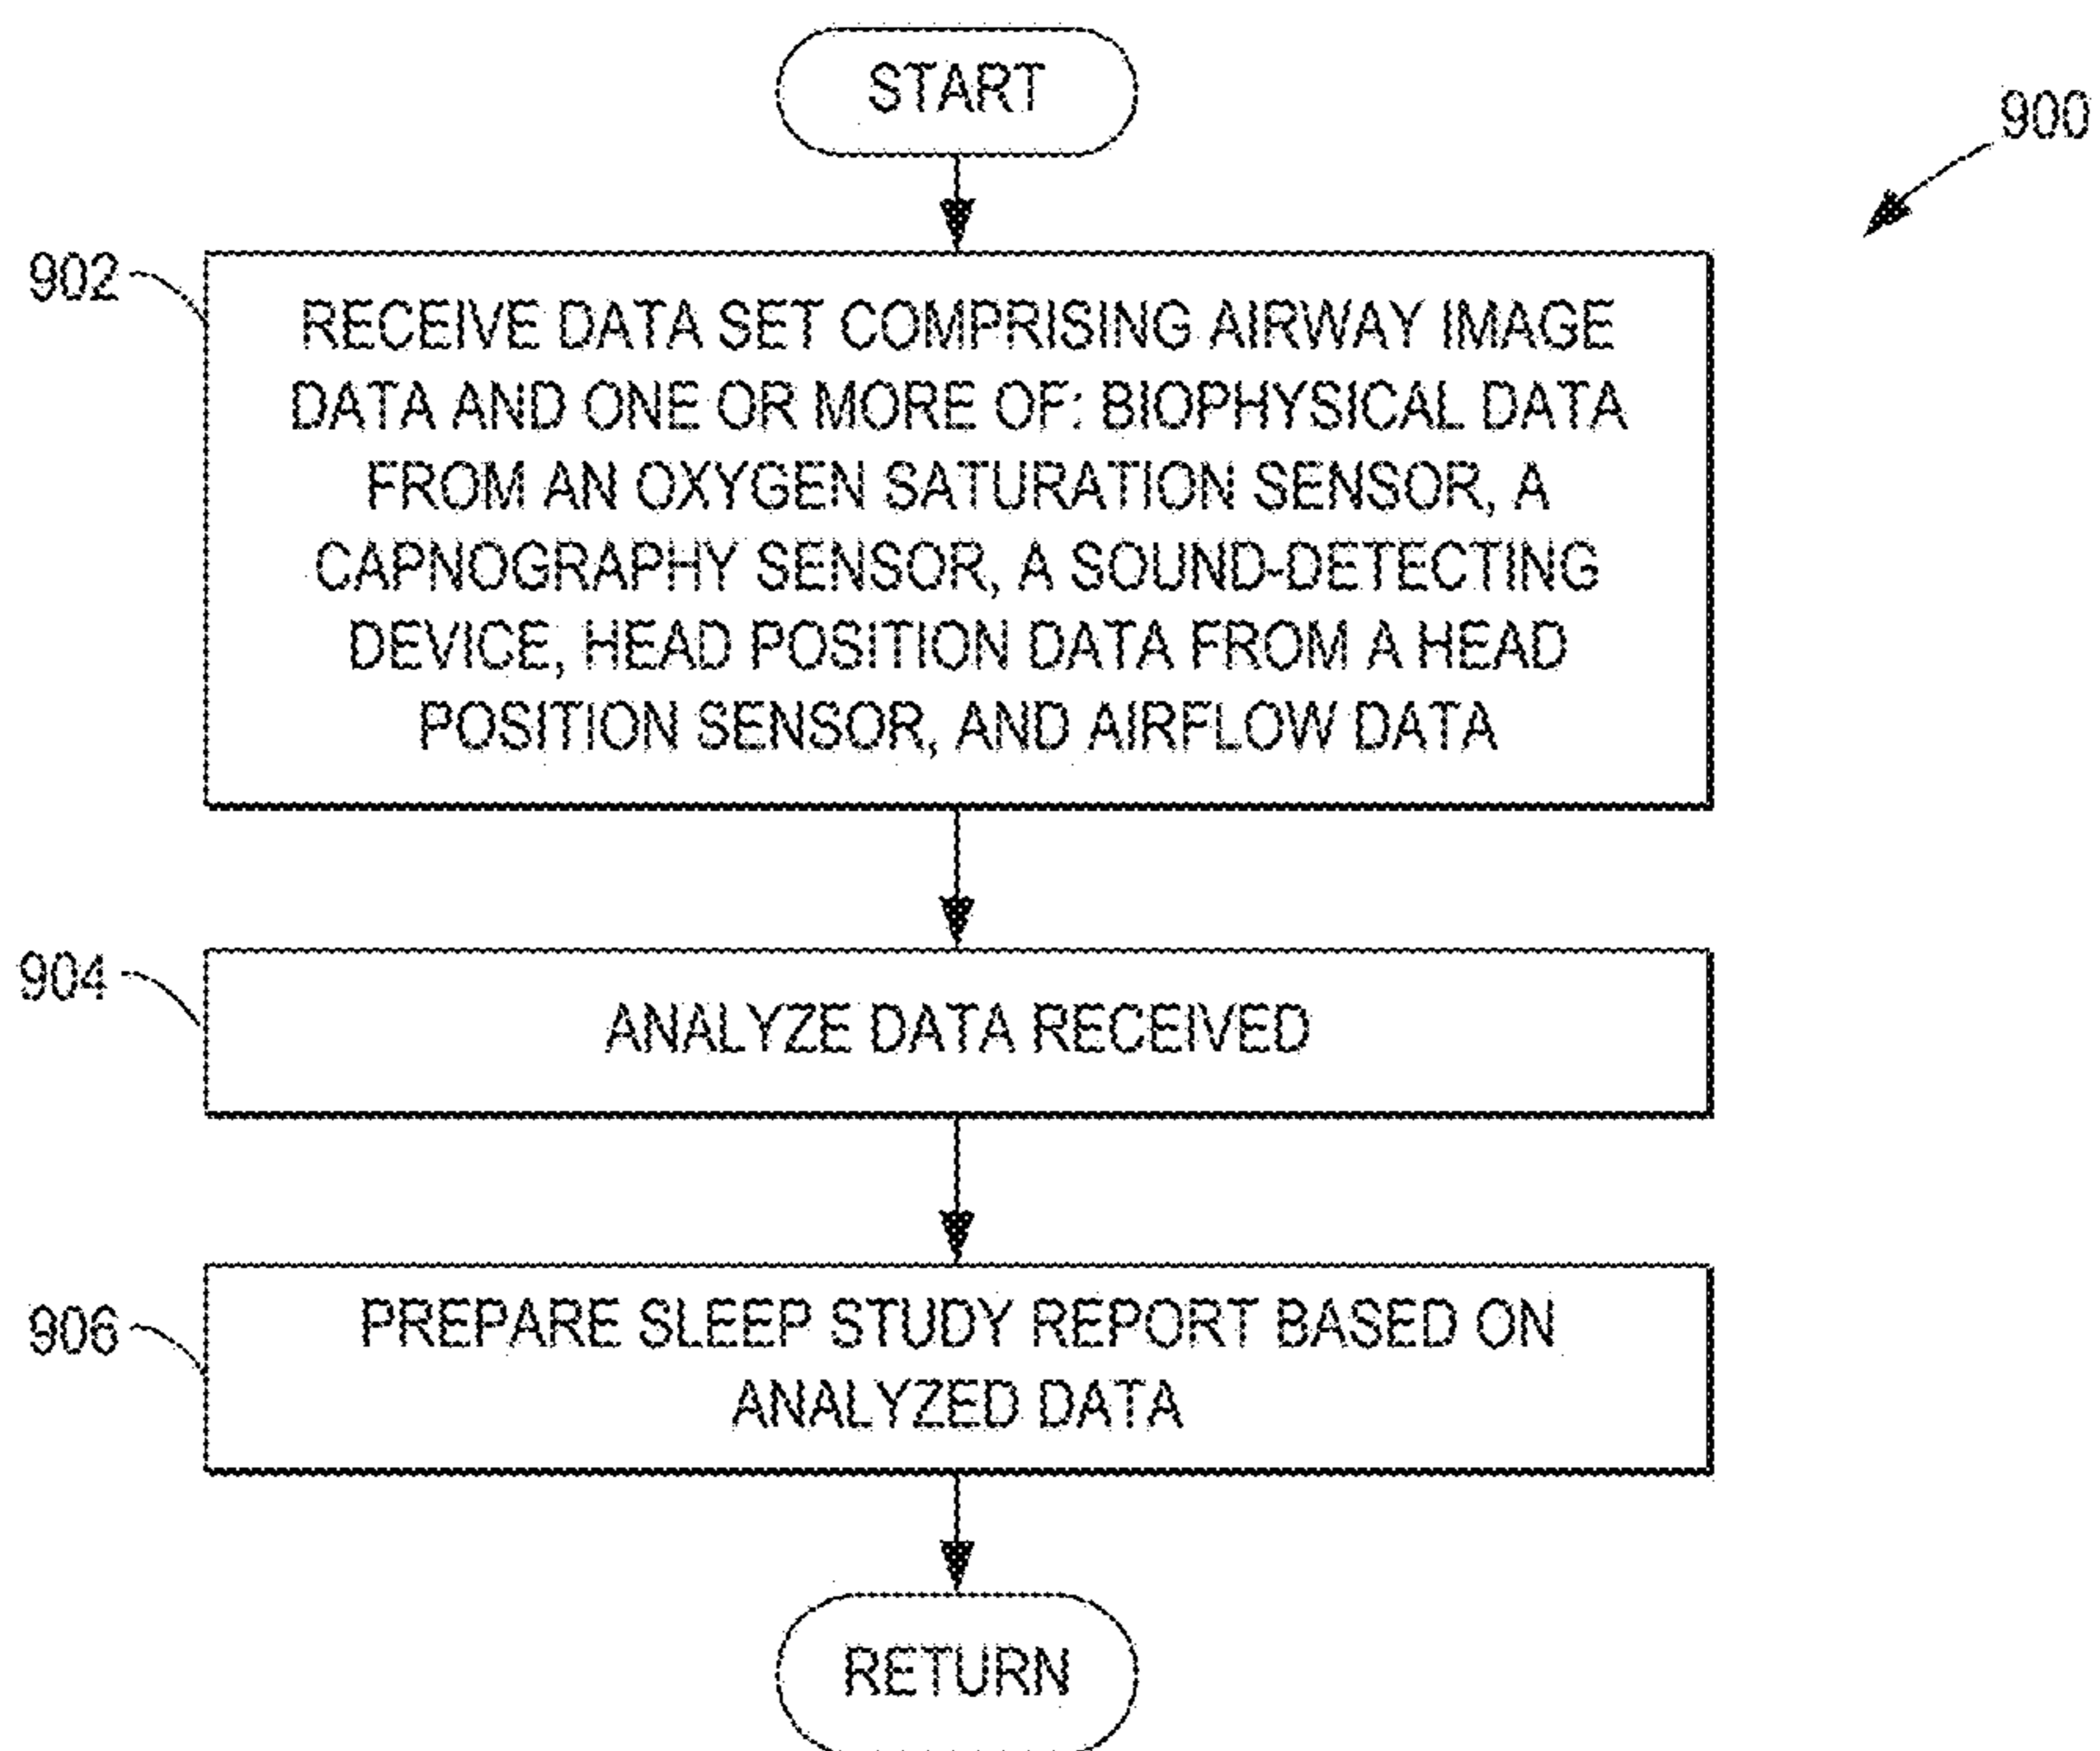 START
900
902
RECEIVE DATA SET COMPRISING AIRWAY IMAGE
DATA AND ONE OR MORE OF: BIOPHYSICAL DATA
FROM AN OXYGEN SATURATION SENSOR, A
CAPNOGRAPHY SENSOR, A SOUND-DETECTING
DEVICE, HEAD POSITION DATA FROM A HEAD
POSITION SENSOR, AND AIRFLOW DATA
904
ANALYZE DATA RECEIVED
906
PREPARE SLEEP STUDY REPORT BASED ON
ANALYZED DATA
RETURN